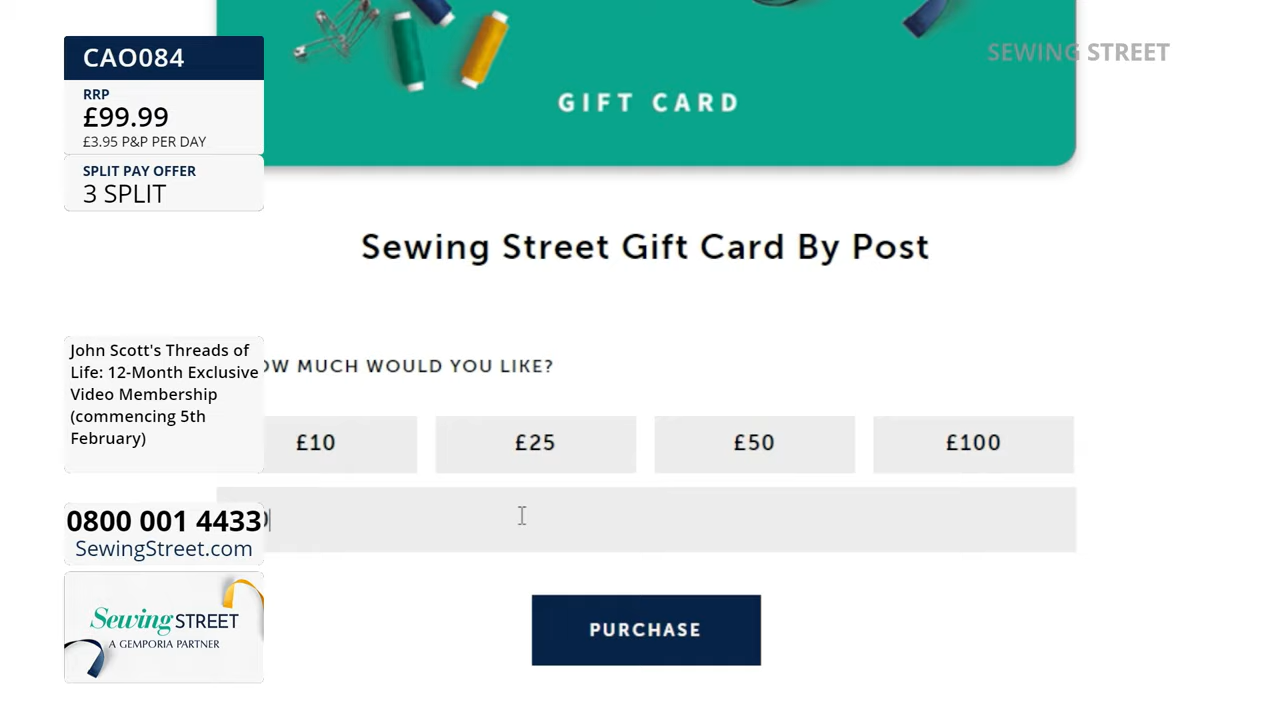 CAO084
RRP
£99.99
£3.95 P&P PER DAY
SPLIT PAY OFFER
3 SPLIT
SEWING STREET
GIFT CARD
Sewing Street Gift Card By Post
OW MUCH WOULD YOU LIKE?
£10
£25
£50
£100
John Scott's Threads of
Life: 12-Month Exclusive
Video Membership
(commencing 5th
February)
0800 001 4433
SewingStreet.com
PURCHASE
Sewing STREET
A GEMPORIA PARTNER